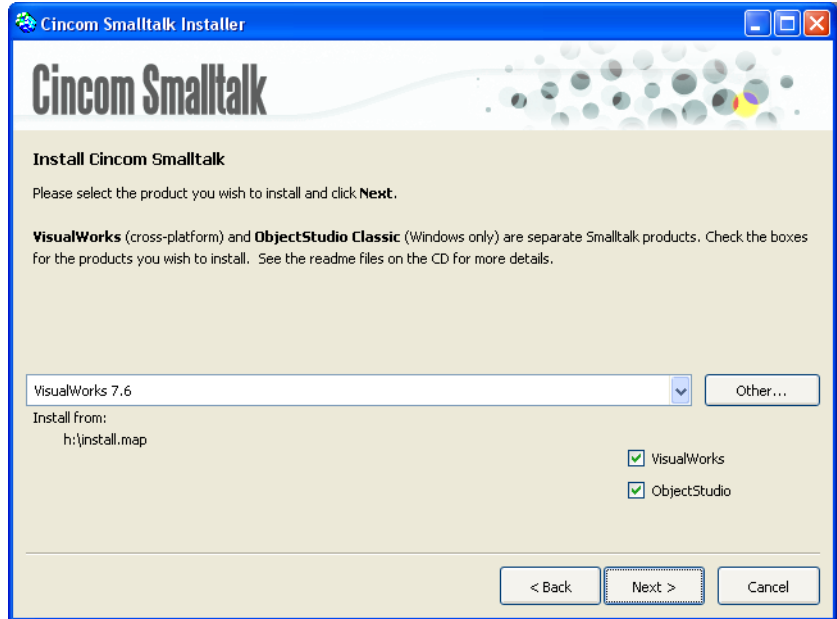 Cincom Smalltalk Installer
Cincom Smalltalk
Install Cincom Smalltalk
Please select the product you wish to install and click Next.
VisualWorks (cross-platform) and ObjectStudio Classic (Windows only) are separate Smalltalk products. Check the boxes
for the products you wish to install. See the readme files on the CD for more details.
VisualWorks 7.6
Other...
Install from:
h:\install.map
VisualWorks
ObjectStudio
< Back
Next >
Cancel